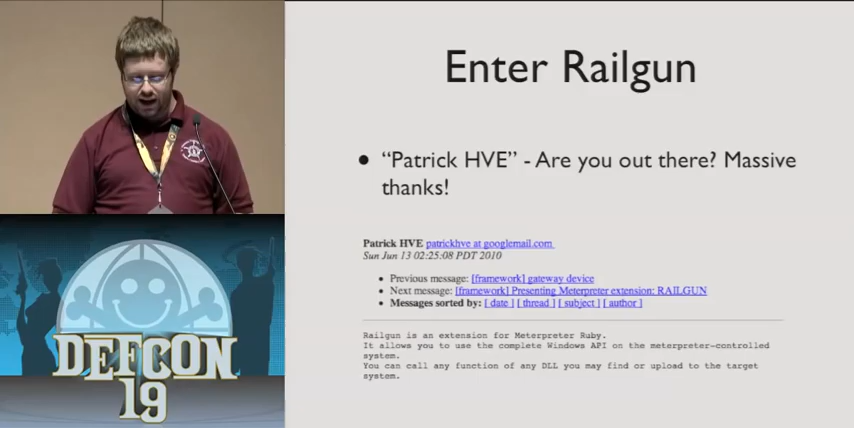 Enter Railgun
• “Patrick HVE” - Are you out there? Massive
thanks!
Patrick HVE patrickhve at googlemail.com
Sun Jun 13 02:25:08 PDT 2010
• Previous message: [framework] gateway device
• Next message: [framework] Presenting Meterpreter extension: RAILGUN
• Messages sorted by: [ date ] [ thread ] [ subject ] [ author ]
Railgun is an extension for Meterpreter Ruby.
It allows you to use the complete Windows API on the meterpreter-controlled
system.
You can call any function of any DLL you may find or upload to the target
system.
DEFCON
19